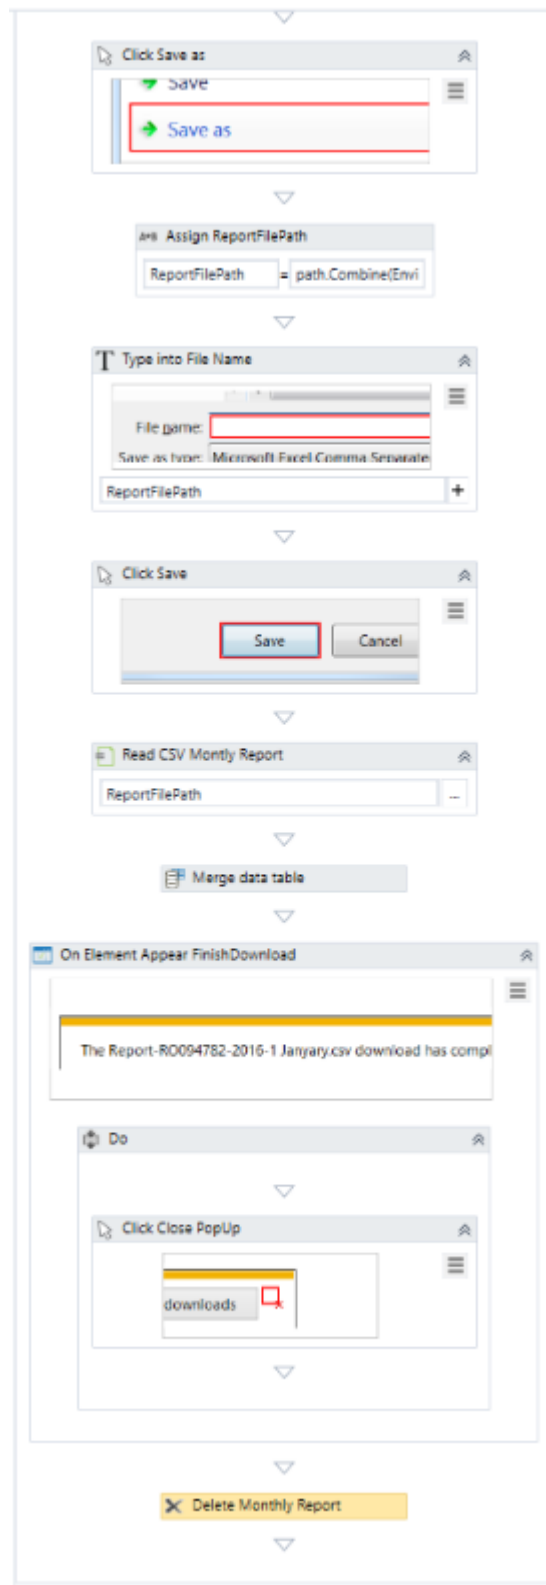 Click Save as
Save
Save as
A+B Assign ReportFilePath
ReportFilePath = path.Combine(Envi
Type into File Name
File name:
Save as type: Microsoft Excel Comma Separate
ReportFilePath +
Click Save
Save Cancel
Read CSV Montly Report
ReportFilePath ...
Merge data table
On Element Appear FinishDownload
The Report-RO094782-2016-1 Janyary.csv download has compl
Do
Click Close PopUp
downloads x
Delete Monthly Report